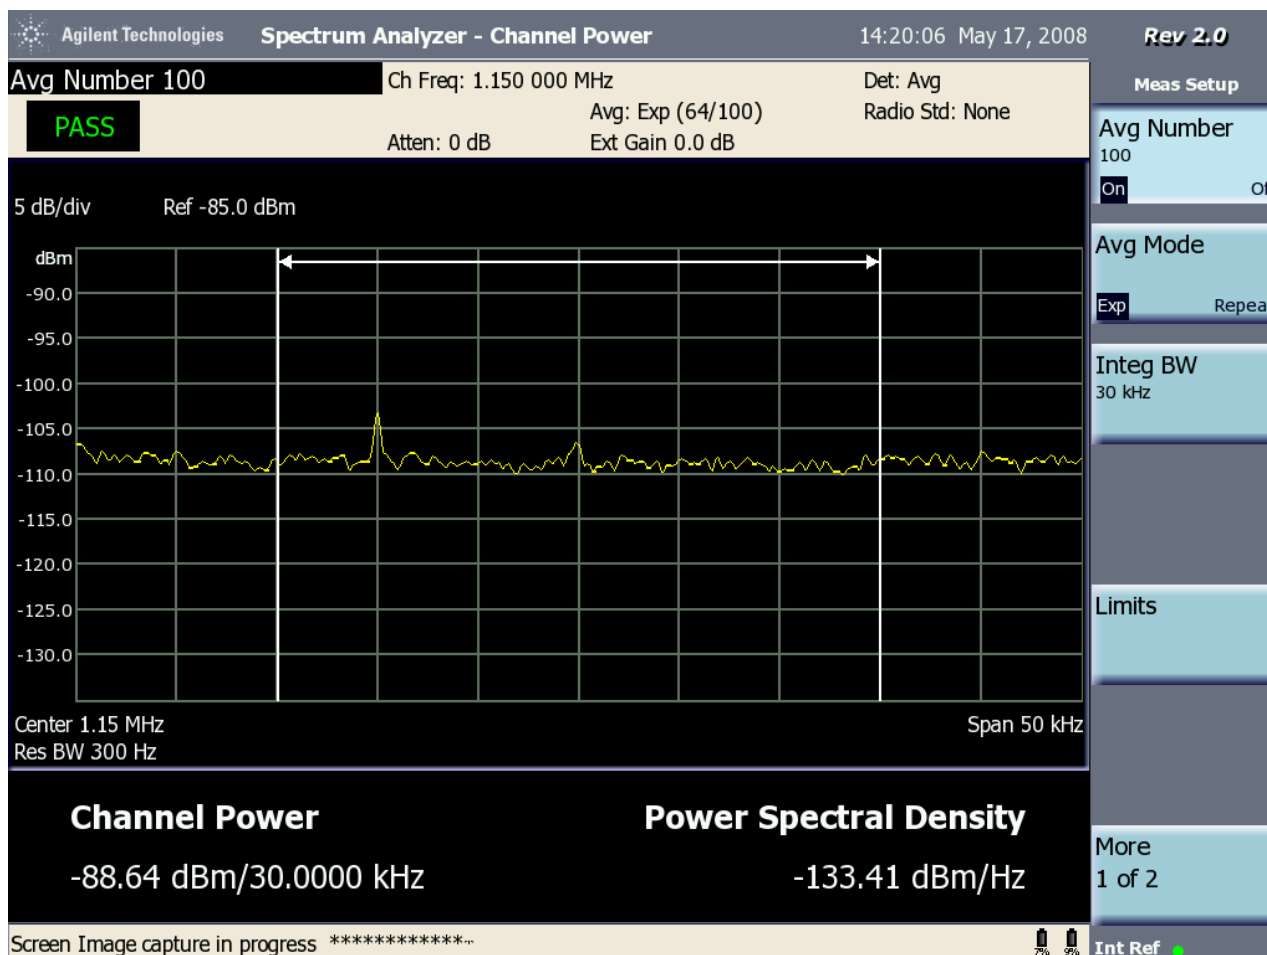 Agilent Technologies Spectrum Analyzer - Channel Power 14:20:06 May 17, 2008 Rev 2.0
Avg Number 100 Ch Freq: 1.150 000 MHz Det: Avg
Meas Setup
PASS Avg: Exp (64/100) Radio Std: None
Atten: 0 dB Ext Gain 0.0 dB
Avg Number
100
On Of
5 dB/div Ref -85.0 dBm
dBm
-90.0
-95.0
-100.0
-105.0
-110.0
-115.0
-120.0
-125.0
-130.0
Center 1.15 MHz Span 50 kHz
Res BW 300 Hz
Avg Mode
Exp Repea
Integ BW
30 kHz
Limits
More
1 of 2
Channel Power Power Spectral Density
-88.64 dBm/30.0000 kHz -133.41 dBm/Hz
Screen Image capture in progress ************
7% 9%
Int Ref